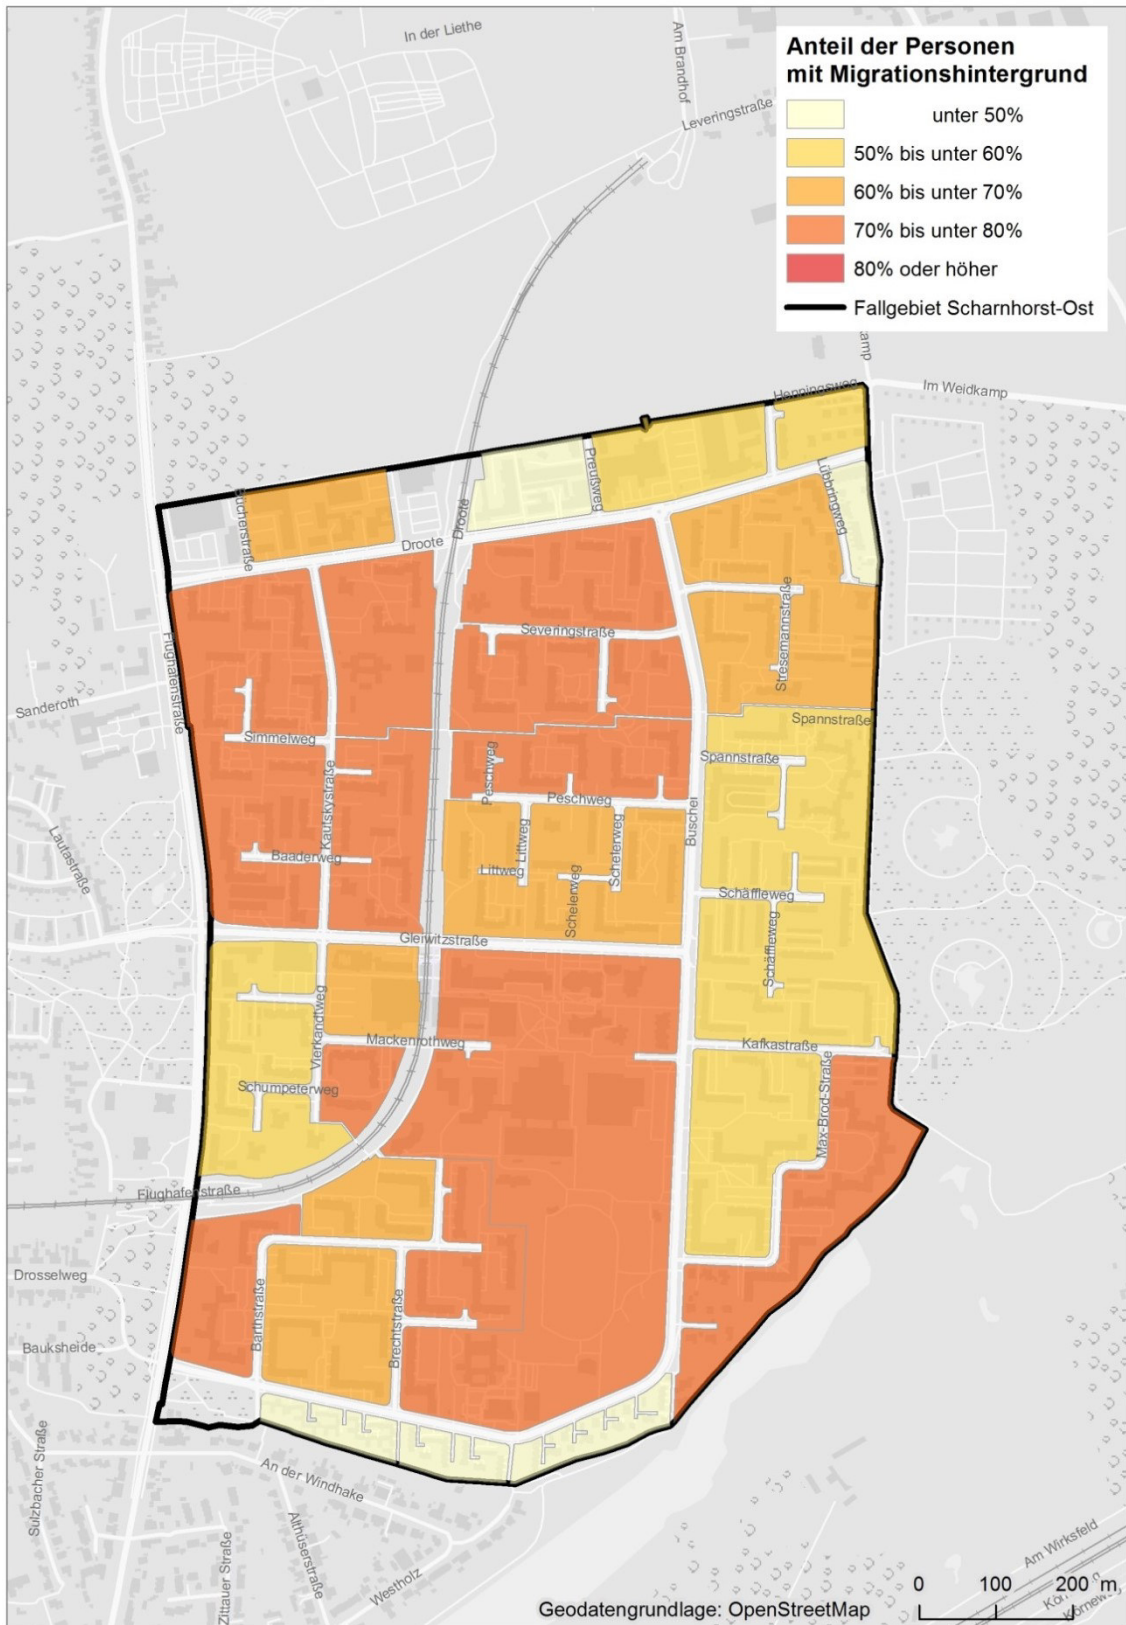 In der Liethe
Am Brandhof
Leveringstraße
Anteil der Personen
mit Migrationshintergrund
unter 50%
50% bis unter 60%
60% bis unter 70%
70% bis unter 80%
80% oder höher
Fallgebiet Scharnhorst-Ost
kamp
Henningsweg
Im Weidkamp
Preußweg
Lübbringweg
Bücherstraße
Droote
Droote
Severingstraße
Stresemannstraße
Flughafenstraße
Sanderoth
Spannstraße
Simmelweg
Spannstraße
Peschweg
Peschweg
Kautskystraße
Buschei
Lautastraße
Baaderweg
Littweg
Littweg
Schelerweg
Schelerweg
Schäffleweg
Schäffleweg
Gleiwitzstraße
Vierkandtweg
Mackenrothweg
Kafkastraße
Schumpeterweg
Max-Brod-Straße
Flughafenstraße
Drosselweg
Barthstraße
Brechtstraße
Bauksheide
Sulzbacher Straße
An der Windhake
Althüserstraße
Zittauer Straße
Westholz
Am Wirksfeld
0 100 200 m
Geodatengrundlage: OpenStreetMap